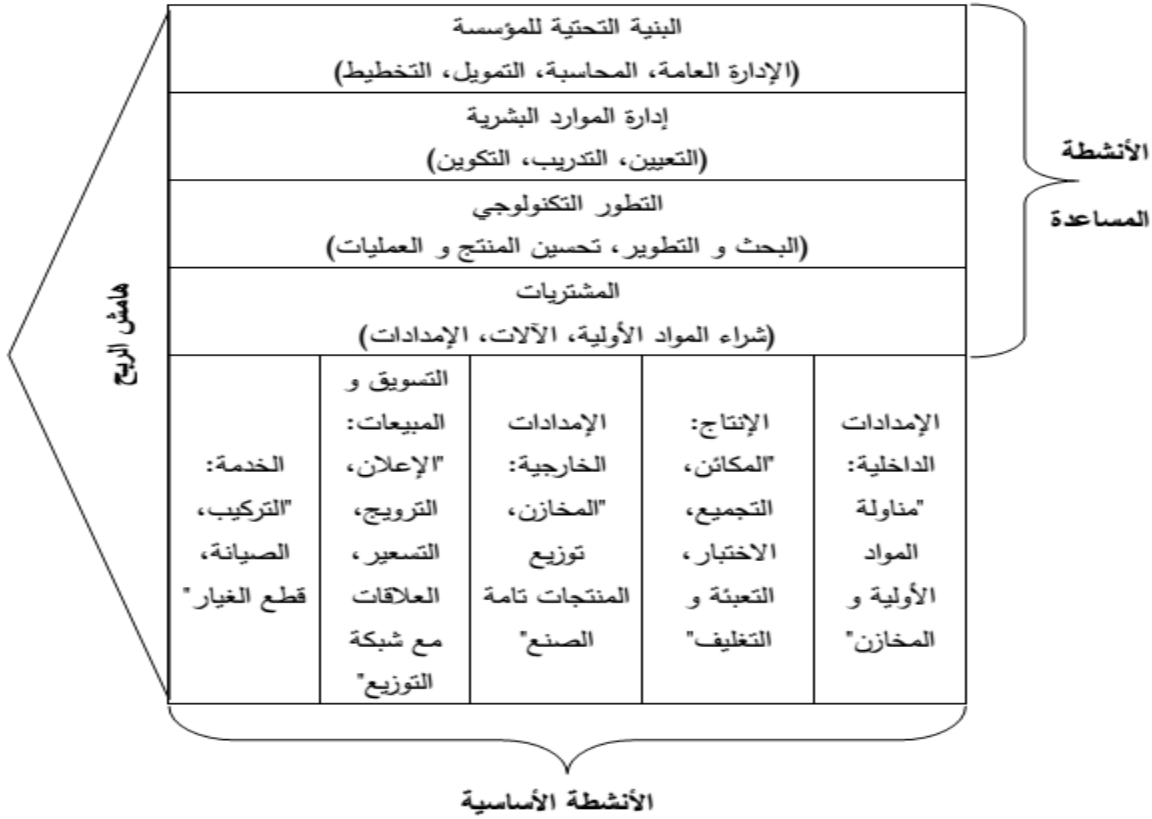 البنية التحتية للمؤسسة
(الإدارة العامة، المحاسبة، التمويل، التخطيط)
إدارة الموارد البشرية
(التعيين، التدريب، التكوين)
التطور التكنولوجي
(البحث و التطوير، تحسين المنتج و العمليات)
المشتريات
(شراء المواد الأولية، الآلات، الإمدادات)
الأنشطة
المساعدة
الإمدادات
الداخلية:
"مناولة
المواد
الأولية و
المخازن"
الإنتاج:
"المكائن،
التجميع،
الاختبار،
التعبئة و
التغليف"
الإمدادات
الخارجية:
"المخازن،
توزيع
المنتجات تامة
الصنع"
التسويق و
المبيعات:
"الإعلان،
الترويج،
التسعير،
العلاقات
مع شبكة
التوزيع"
الخدمة:
"التركيب،
الصيانة،
قطع الغيار"
هامش الربح
الأنشطة الأساسية